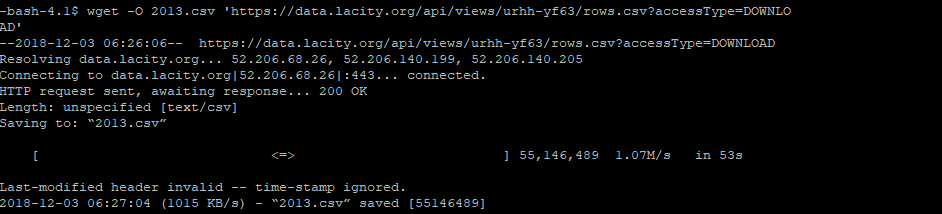 -bash-4.1$ wget -O 2013.csv 'https://data.lacity.org/api/views/urhh-yf63/rows.csv?accessType=DOWNLO
AD'
--2018-12-03 06:26:06--  https://data.lacity.org/api/views/urhh-yf63/rows.csv?accessType=DOWNLOAD
Resolving data.lacity.org... 52.206.68.26, 52.206.140.199, 52.206.140.205
Connecting to data.lacity.org|52.206.68.26|:443... connected.
HTTP request sent, awaiting response... 200 OK
Length: unspecified [text/csv]
Saving to: “2013.csv”
[                             <=>                          ] 55,146,489  1.07M/s   in 53s
Last-modified header invalid -- time-stamp ignored.
2018-12-03 06:27:04 (1015 KB/s) - “2013.csv” saved [55146489]